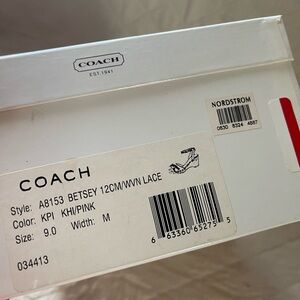 COACH
EST. 1941
NORDSTROM
0630 8324 4687
COACH
Style: A8153 BETSEY 12CM/WVN LACE
Color: KPI KHI/PINK
Size: 9.0 Width: M
6 63360 65275 5
034413